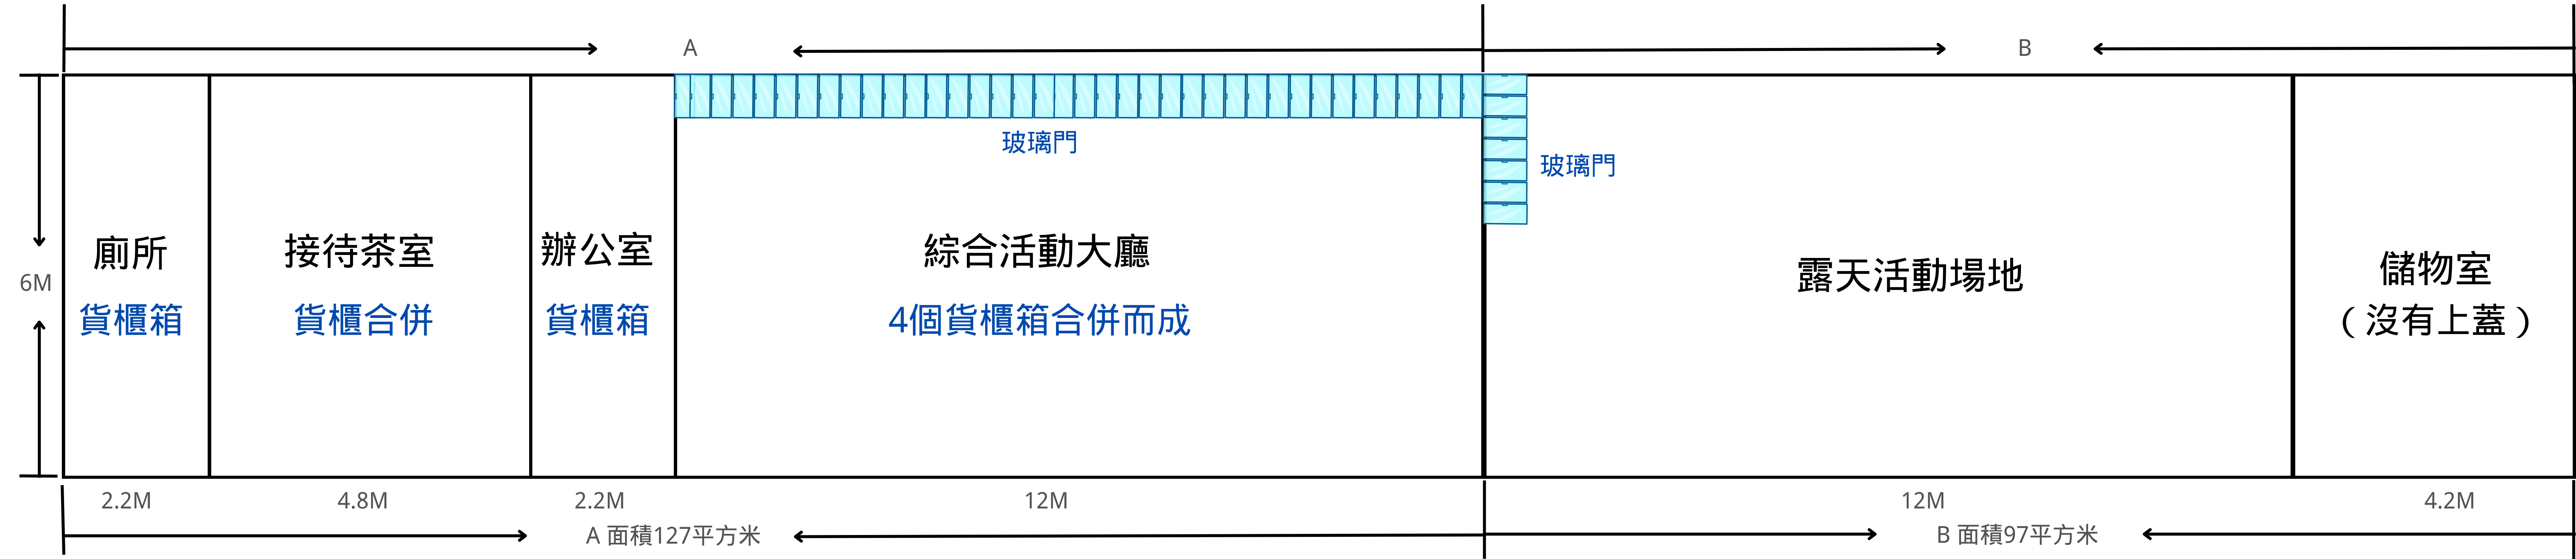 A
B
玻璃門
玻璃門
6M
廁所
貨櫃箱
接待茶室
貨櫃合併
辦公室
貨櫃箱
綜合活動大廳
4個貨櫃箱合併而成
露天活動場地
儲物室
（沒有上蓋）
2.2M
4.8M
2.2M
12M
12M
4.2M
A 面積127平方米
B 面積97平方米